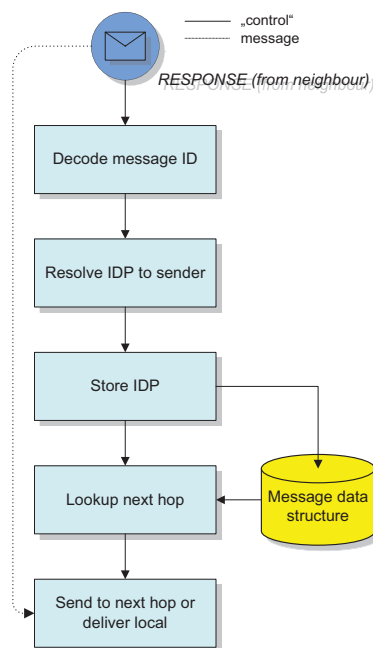 „control“
message
RESPONSE (from neighbour)
Decode message ID
Resolve IDP to sender
Store IDP
Lookup next hop
Message data
structure
Send to next hop or
deliver local